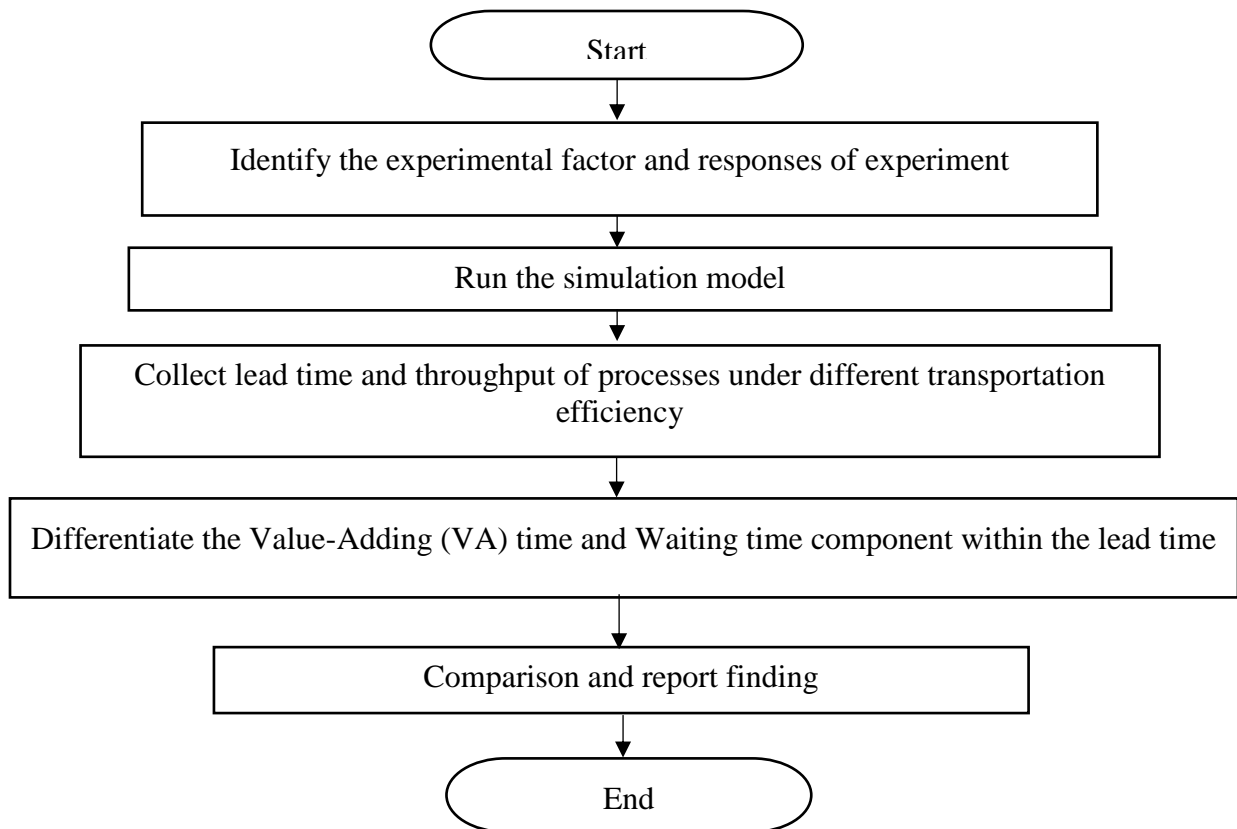 Start
Identify the experimental factor and responses of experiment
Run the simulation model
Collect lead time and throughput of processes under different transportation
efficiency
Differentiate the Value-Adding (VA) time and Waiting time component within the lead time
Comparison and report finding
End